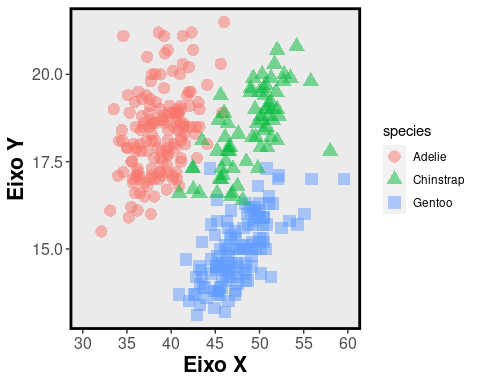 Eixo Y
20.0
17.5
15.0
30 35 40 45 50 55 60
Eixo X
species
Adelie
Chinstrap
Gentoo